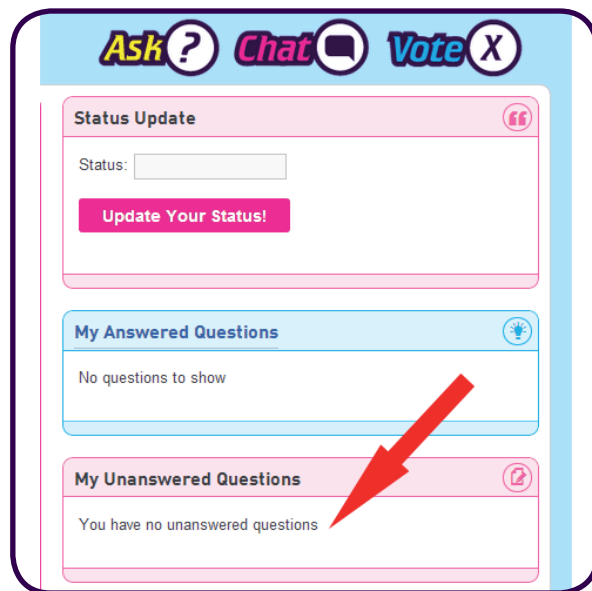 Ask? Chat Vote X
Status Update
Status:
Update Your Status!
My Answered Questions
No questions to show
My Unanswered Questions
You have no unanswered questions